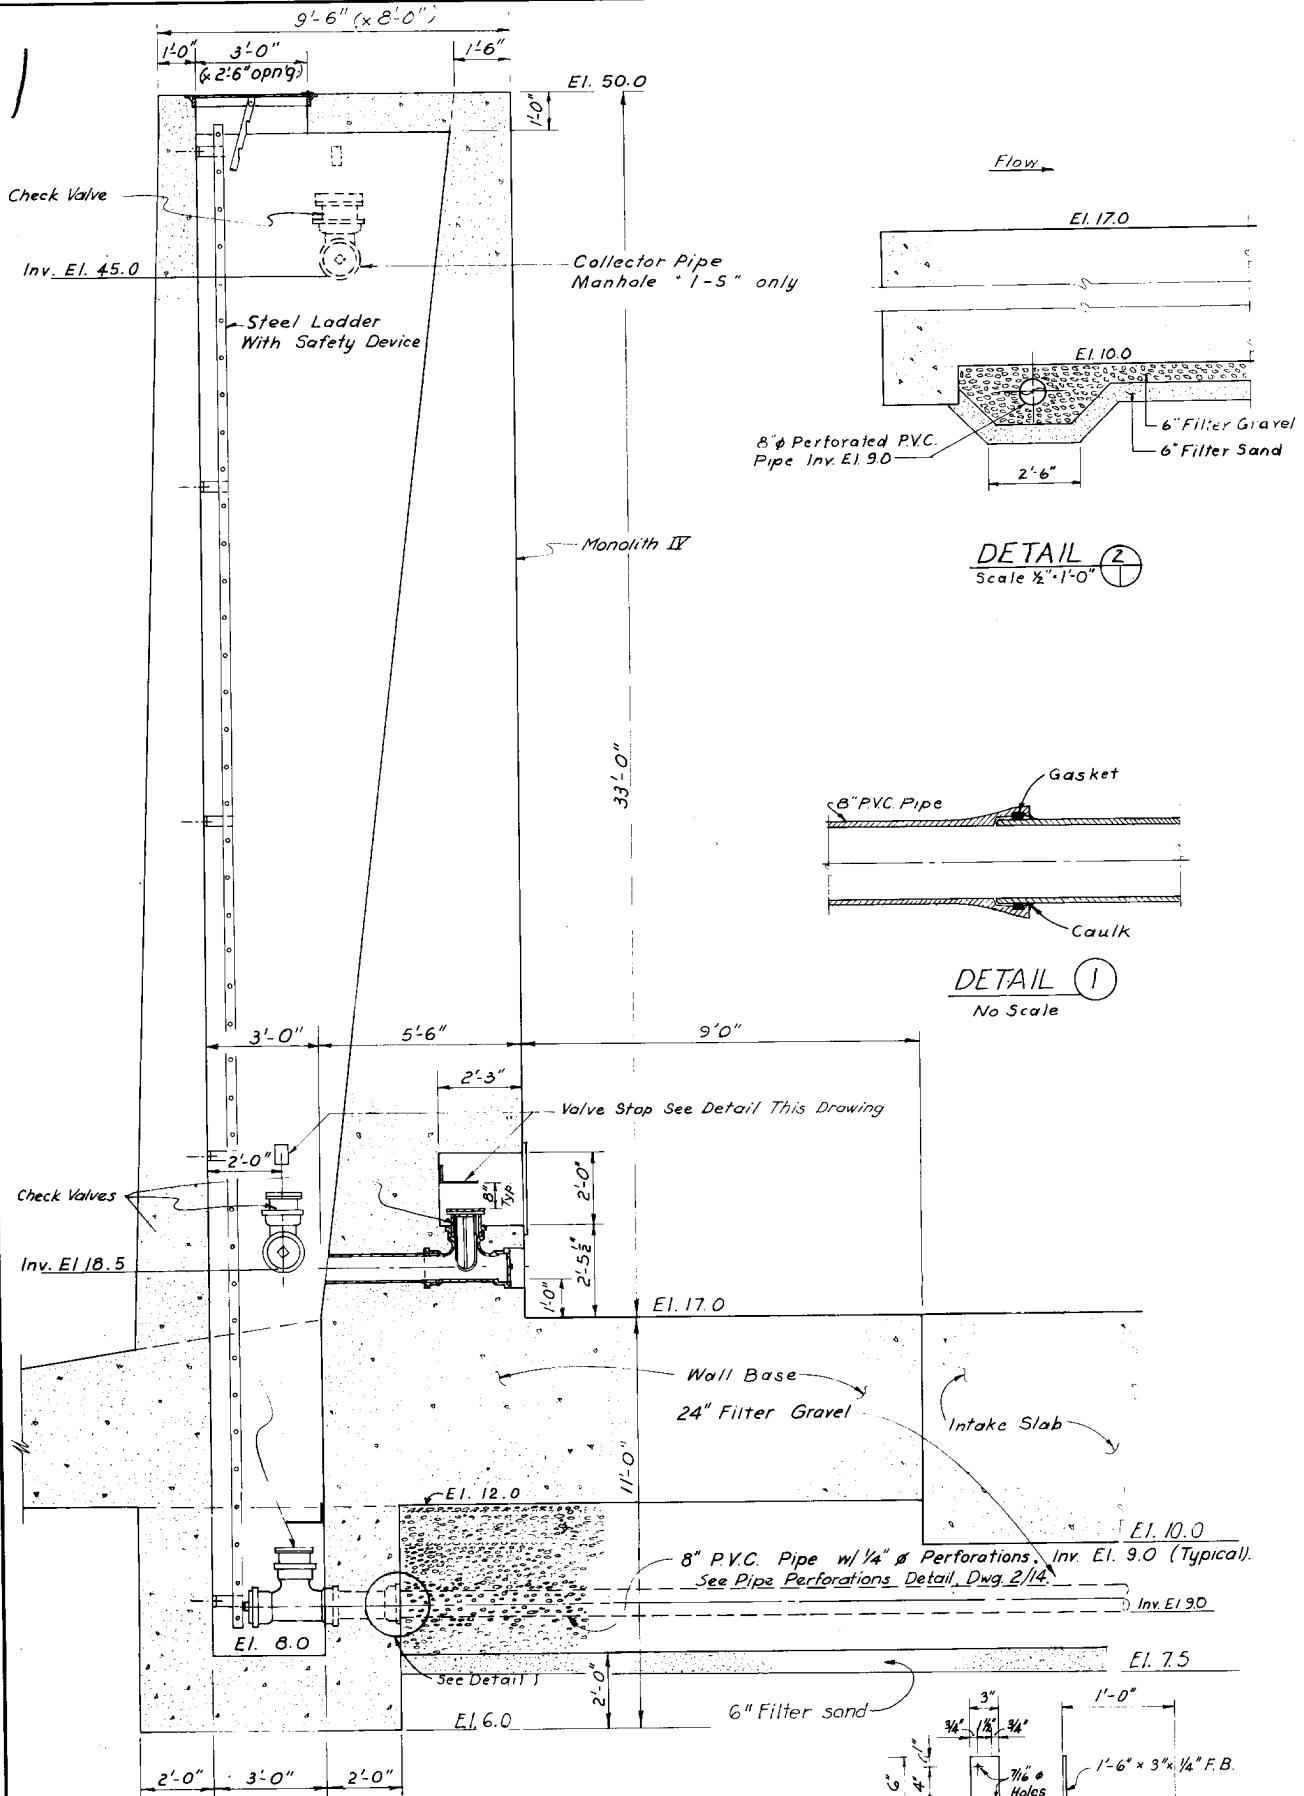 9'-6" (x 8'-0")
1'-0"
3'-0"
(x 2'-6" opn'g)
1'-6"
El. 50.0
1'-0"
Check Valve
Inv. El. 45.0
Collector Pipe
Manhole "1-S" only
Steel Ladder
With Safety Device
Monolith IV
33'-0"
Flow
El. 17.0
El. 10.0
6" Filter Gravel
6" Filter Sand
8" ø Perforated P.V.C.
Pipe Inv. El. 9.0
2'-6"
DETAIL 2
1
Scale ½"=1'-0"
Gasket
8" P.V.C. Pipe
Caulk
DETAIL 1
No Scale
3'-0"
5'-6"
9'0"
2'-3"
Valve Stop See Detail This Drawing
2'-0"
8"
Typ.
2'-0"
Check Valves
Inv. El 18.5
2'-5½"
1'-0"
El. 17.0
Wall Base
24" Filter Gravel
Intake Slab
11'-0"
El. 12.0
El. 10.0
8" P.V.C. Pipe w/ ¼" ø Perforations, Inv. El. 9.0 (Typical).
See Pipe Perforations Detail, Dwg. 2/14.
Inv. El 9.0
El. 8.0
El. 7.5
See Detail 1
2'-0"
6" Filter sand
El. 6.0
2'-0"
3'-0"
2'-0"
3"
1'-0"
¾"
1½"
¾"
1"
6"
4"
7/16 ø
Holes
1'-6" x 3" x ¼" F.B.